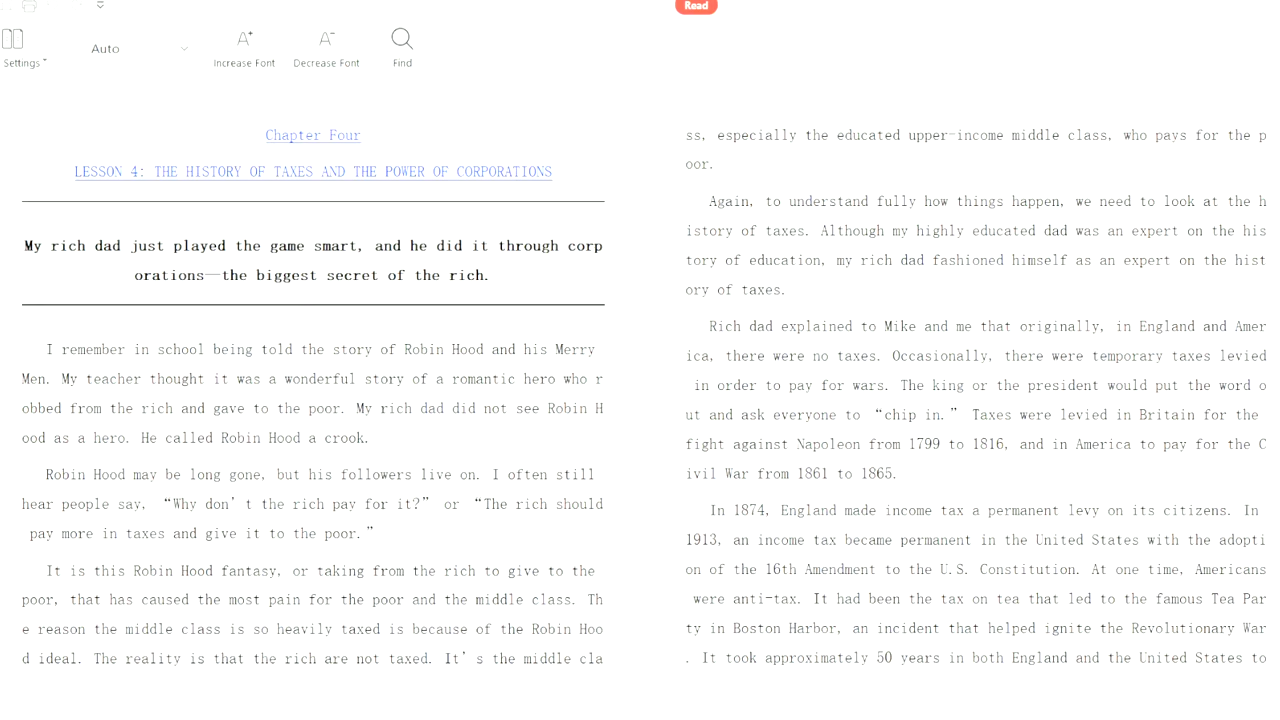 Read
Auto
Settings
Increase Font
Decrease Font
Find
Chapter Four
LESSON 4: THE HISTORY OF TAXES AND THE POWER OF CORPORATIONS
My rich dad just played the game smart, and he did it through corp
orations—the biggest secret of the rich.
I remember in school being told the story of Robin Hood and his Merry
Men. My teacher thought it was a wonderful story of a romantic hero who r
obbed from the rich and gave to the poor. My rich dad did not see Robin H
ood as a hero. He called Robin Hood a crook.
Robin Hood may be long gone, but his followers live on. I often still
hear people say, “Why don’t the rich pay for it?” or “The rich should
pay more in taxes and give it to the poor.”
It is this Robin Hood fantasy, or taking from the rich to give to the
poor, that has caused the most pain for the poor and the middle class. Th
e reason the middle class is so heavily taxed is because of the Robin Hoo
d ideal. The reality is that the rich are not taxed. It’s the middle cla
ss, especially the educated upper-income middle class, who pays for the p
oor.
Again, to understand fully how things happen, we need to look at the h
istory of taxes. Although my highly educated dad was an expert on the his
tory of education, my rich dad fashioned himself as an expert on the hist
ory of taxes.
Rich dad explained to Mike and me that originally, in England and Amer
ica, there were no taxes. Occasionally, there were temporary taxes levied
in order to pay for wars. The king or the president would put the word o
ut and ask everyone to “chip in.” Taxes were levied in Britain for the
fight against Napoleon from 1799 to 1816, and in America to pay for the C
ivil War from 1861 to 1865.
In 1874, England made income tax a permanent levy on its citizens. In
1913, an income tax became permanent in the United States with the adopti
on of the 16th Amendment to the U.S. Constitution. At one time, Americans
were anti-tax. It had been the tax on tea that led to the famous Tea Par
ty in Boston Harbor, an incident that helped ignite the Revolutionary War
. It took approximately 50 years in both England and the United States to